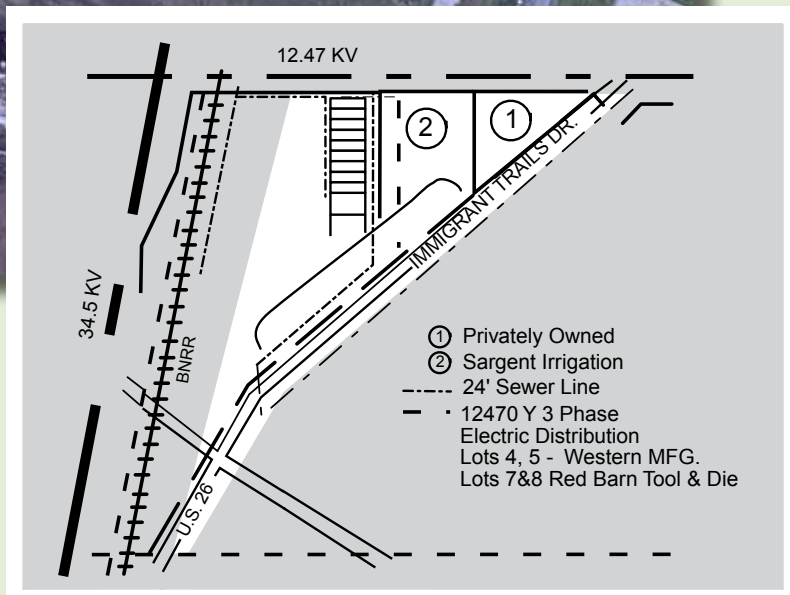 12.47 KV
2
1
IMMIGRANT TRAILS DR.
34.5 KV
BNRR
U.S. 26
1 Privately Owned
2 Sargent Irrigation
24' Sewer Line
12470 Y 3 Phase
Electric Distribution
Lots 4, 5 - Western MFG.
Lots 7&8 Red Barn Tool & Die